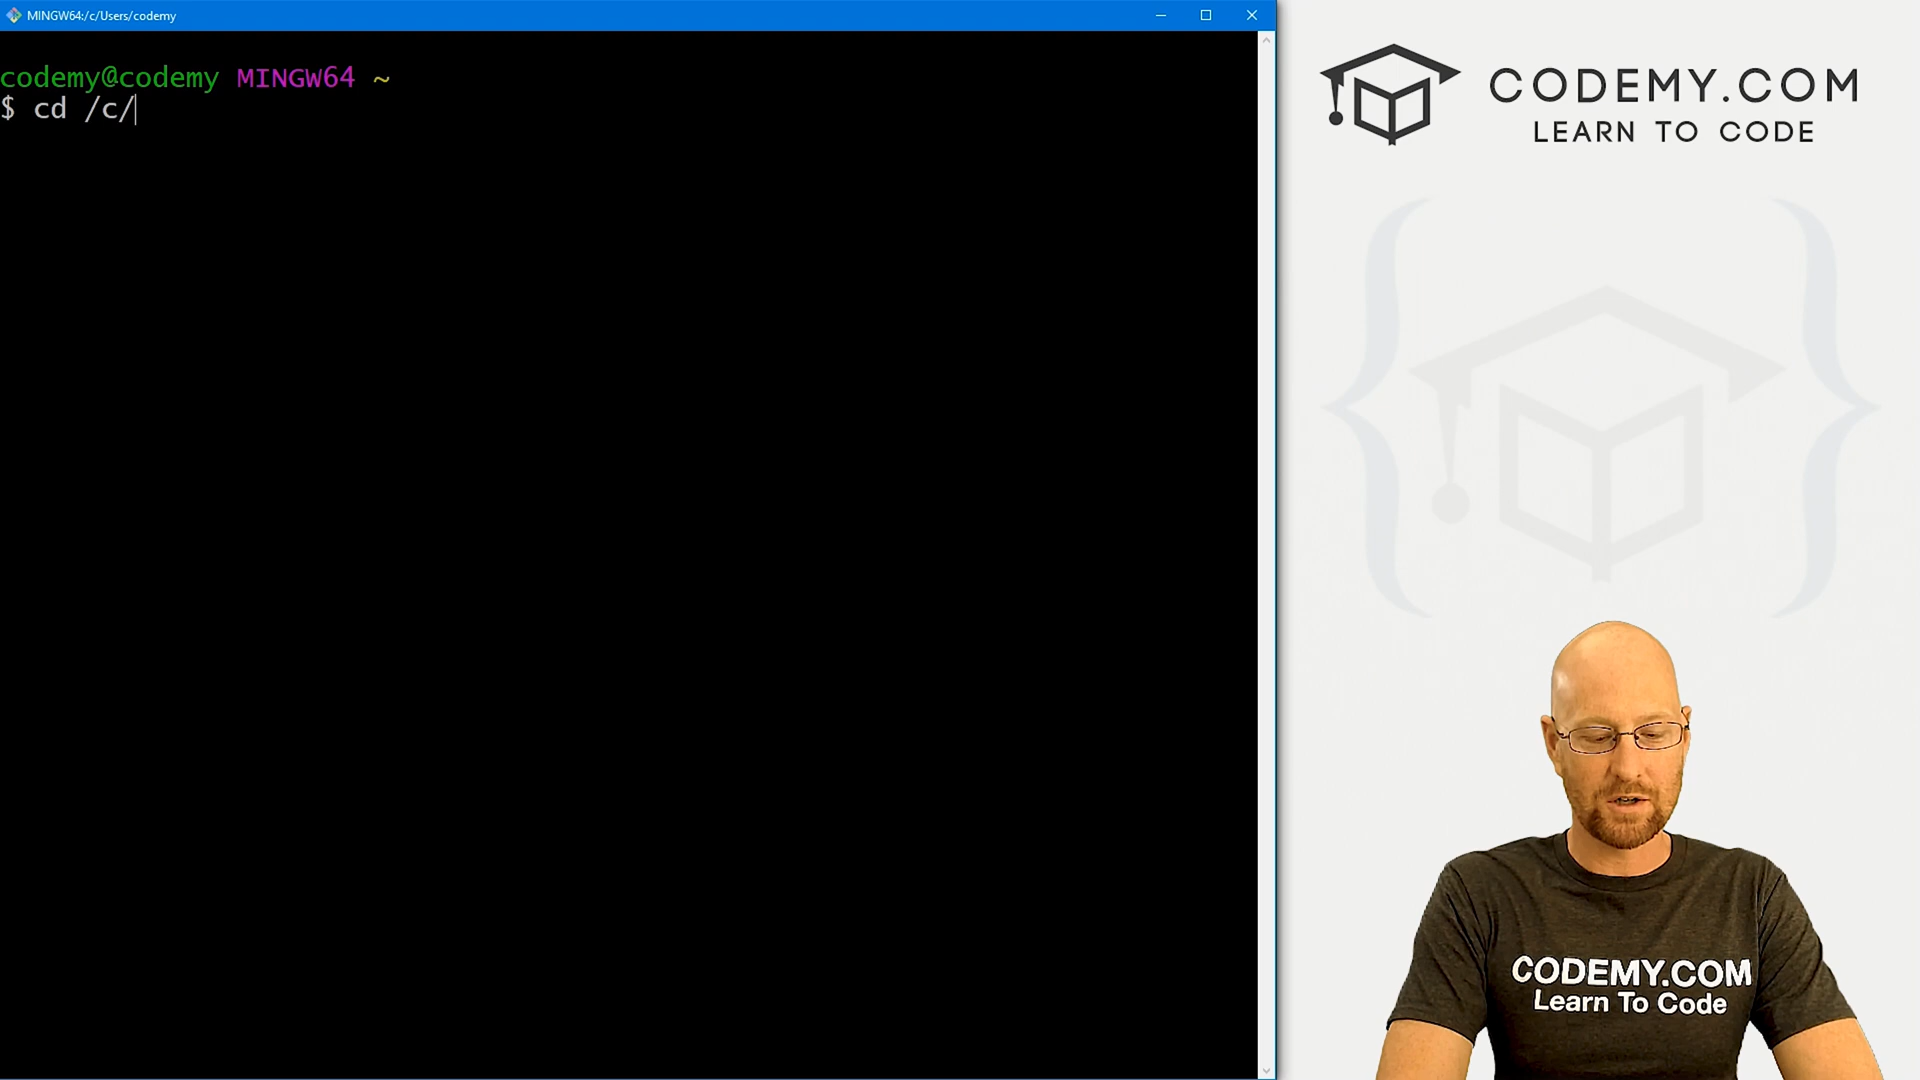 MINGW64:/c/Users/codemy
codemy@codemy MINGW64 ~
$ cd /c/
CODEMY.COM
LEARN TO CODE
CODEMY.COM
Learn To Code